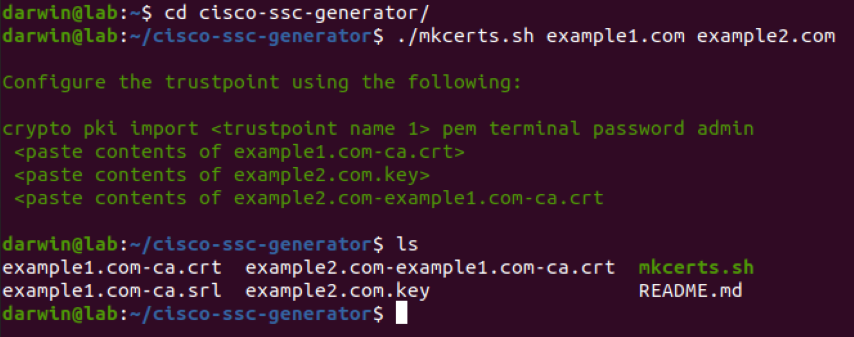 darwin@lab:~$ cd cisco-ssc-generator/
darwin@lab:~/cisco-ssc-generator$ ./mkcerts.sh example1.com example2.com
Configure the trustpoint using the following:
crypto pki import <trustpoint name 1> pem terminal password admin
<paste contents of example1.com-ca.crt>
<paste contents of example2.com.key>
<paste contents of example2.com-example1.com-ca.crt
darwin@lab:~/cisco-ssc-generator$ ls
example1.com-ca.crt example2.com-example1.com-ca.crt mkcerts.sh
example1.com-ca.srl example2.com.key README.md
darwin@lab:~/cisco-ssc-generator$